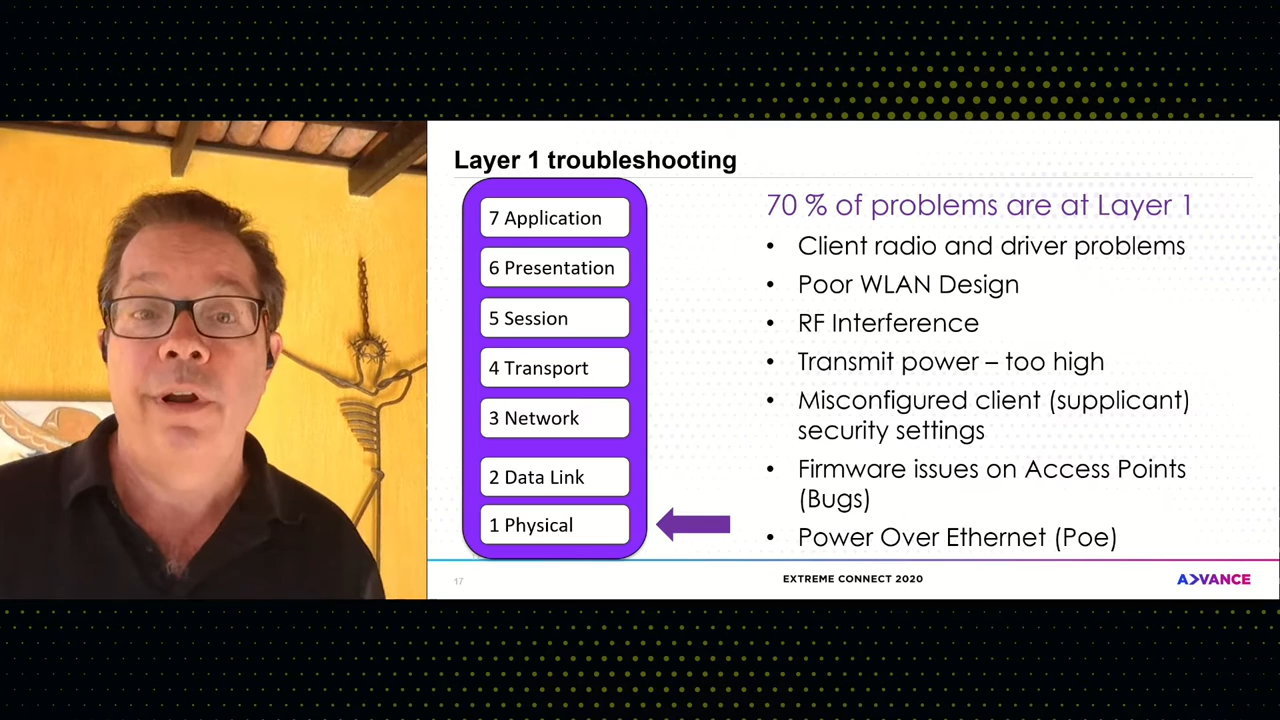 Layer 1 troubleshooting
7 Application
6 Presentation
5 Session
4 Transport
3 Network
2 Data Link
1 Physical
70 % of problems are at Layer 1
• Client radio and driver problems
• Poor WLAN Design
• RF Interference
• Transmit power – too high
• Misconfigured client (supplicant)
security settings
• Firmware issues on Access Points
(Bugs)
• Power Over Ethernet (Poe)
17
EXTREME CONNECT 2020
ADVANCE